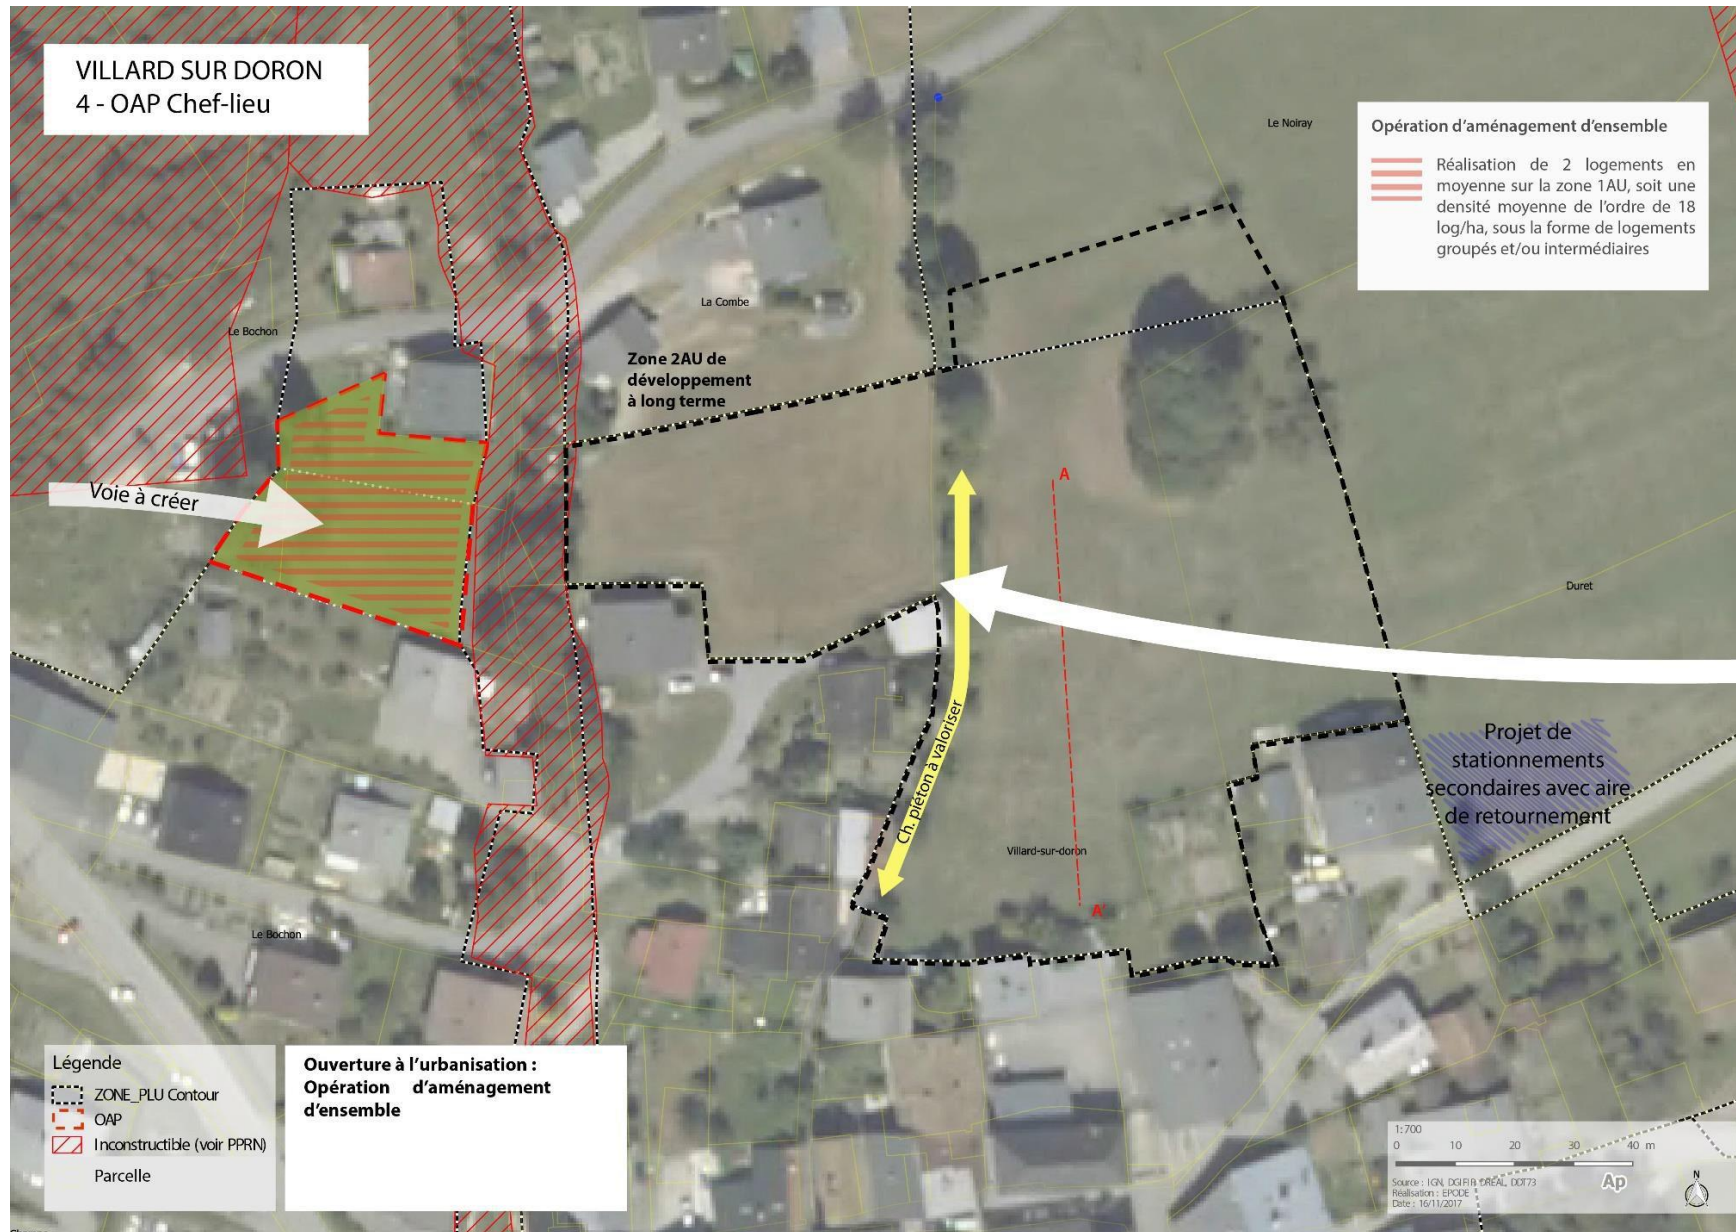 VILLARD SUR DORON
4 - OAP Chef-lieu
Le Noiray
Opération d'aménagement d'ensemble
Réalisation de 2 logements en
moyenne sur la zone 1AU, soit une
densité moyenne de l'ordre de 18
log/ha, sous la forme de logements
groupés et/ou intermédiaires
La Combe
Le Bochon
Zone 2AU de
développement
à long terme
Voie à créer
A
Duret
Ch. piéton à valoriser
Projet de
stationnements
secondaires avec aire
de retournement
Villard-sur-doron
A'
Le Bochon
Légende
ZONE_PLU Contour
OAP
Inconstructible (voir PPRN)
Parcelle
Ouverture à l'urbanisation :
Opération d'aménagement
d'ensemble
1:700
0 10 20 30 40 m
Source : IGN, DGIFIP, DREAL, DDT73
Réalisation : EPODE
Date : 16/11/2017
Ap
N